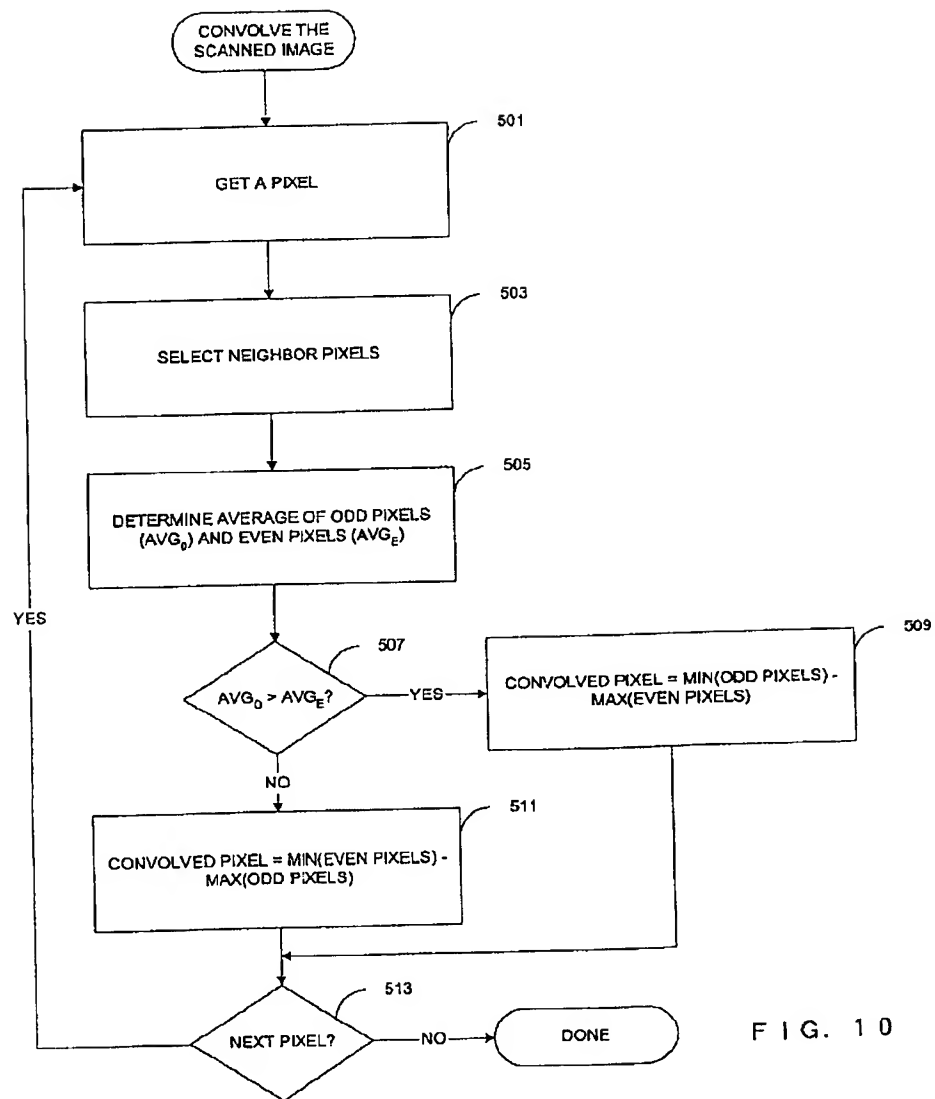 CONVOLVE THE
SCANNED IMAGE
501
GET A PIXEL
503
SELECT NEIGHBOR PIXELS
505
DETERMINE AVERAGE OF ODD PIXELS
(AVG0) AND EVEN PIXELS (AVGE)
YES
507
AVG0 > AVGE?
YES
509
CONVOLVED PIXEL = MIN(ODD PIXELS) -
MAX(EVEN PIXELS)
NO
511
CONVOLVED PIXEL = MIN(EVEN PIXELS) -
MAX(ODD PIXELS)
513
NEXT PIXEL?
NO
DONE
FIG. 10